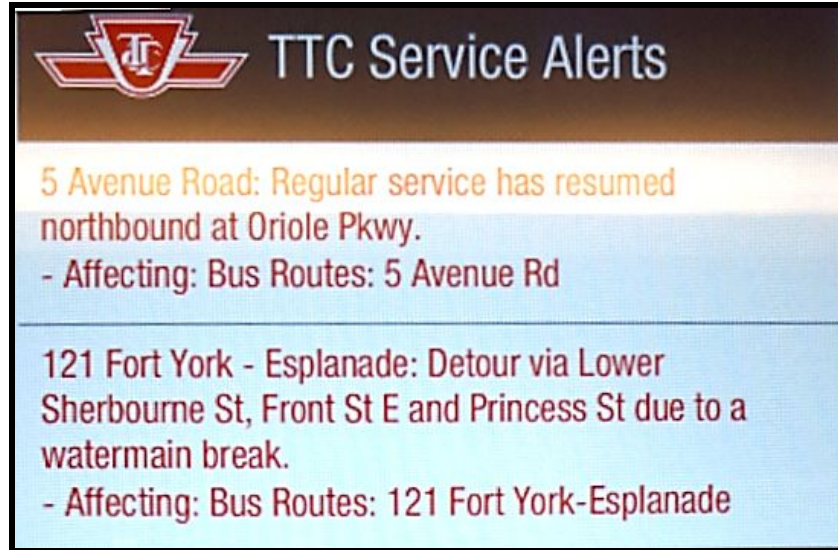 TTC
TTC Service Alerts
5 Avenue Road: Regular service has resumed
northbound at Oriole Pkwy.
- Affecting: Bus Routes: 5 Avenue Rd
121 Fort York - Esplanade: Detour via Lower
Sherbourne St, Front St E and Princess St due to a
watermain break.
- Affecting: Bus Routes: 121 Fort York-Esplanade